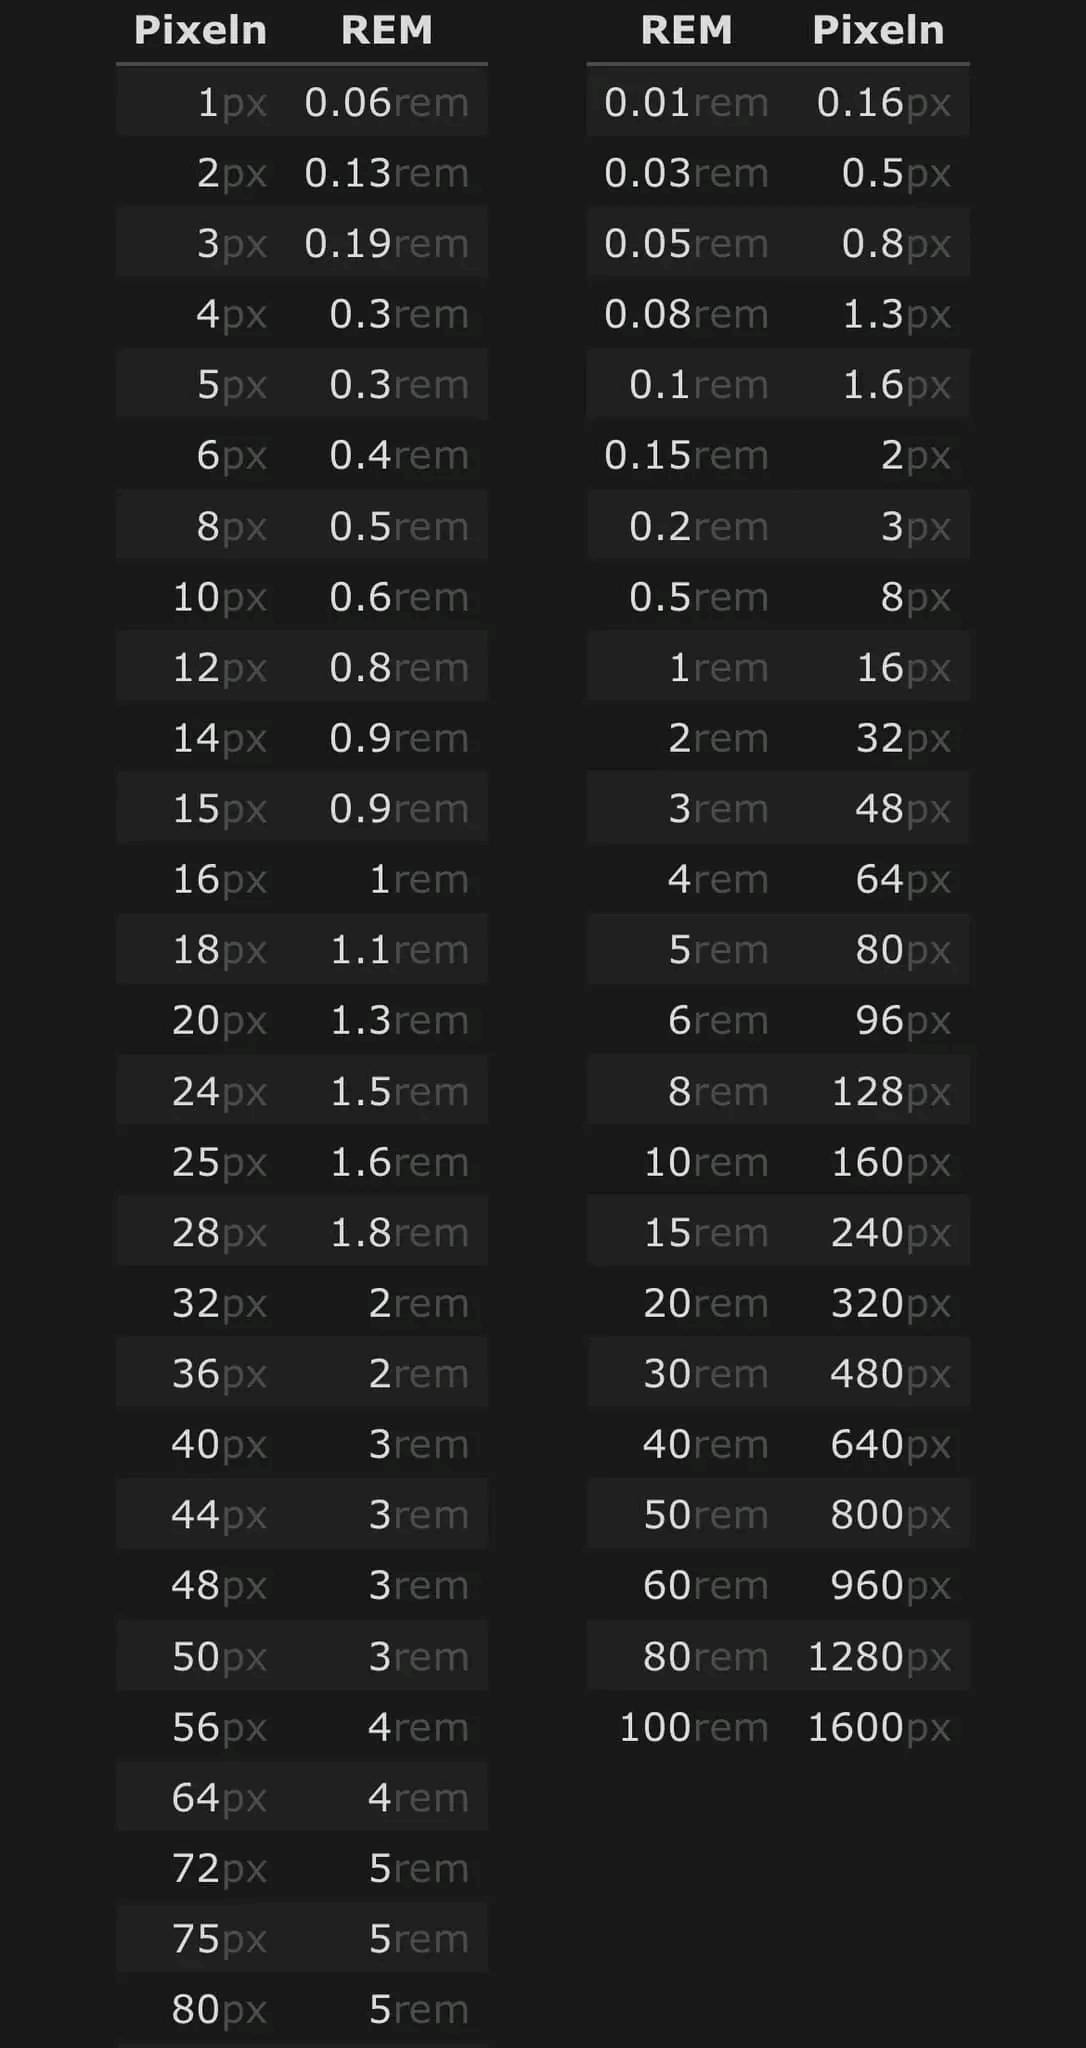 Pixeln REM
1px 0.06rem
2px 0.13rem
3px 0.19rem
4px 0.3rem
5px 0.3rem
6px 0.4rem
8px 0.5rem
10px 0.6rem
12px 0.8rem
14px 0.9rem
15px 0.9rem
16px 1rem
18px 1.1rem
20px 1.3rem
24px 1.5rem
25px 1.6rem
28px 1.8rem
32px 2rem
36px 2rem
40px 3rem
44px 3rem
48px 3rem
50px 3rem
56px 4rem
64px 4rem
72px 5rem
75px 5rem
80px 5rem
REM Pixeln
0.01rem 0.16px
0.03rem 0.5px
0.05rem 0.8px
0.08rem 1.3px
0.1rem 1.6px
0.15rem 2px
0.2rem 3px
0.5rem 8px
1rem 16px
2rem 32px
3rem 48px
4rem 64px
5rem 80px
6rem 96px
8rem 128px
10rem 160px
15rem 240px
20rem 320px
30rem 480px
40rem 640px
50rem 800px
60rem 960px
80rem 1280px
100rem 1600px